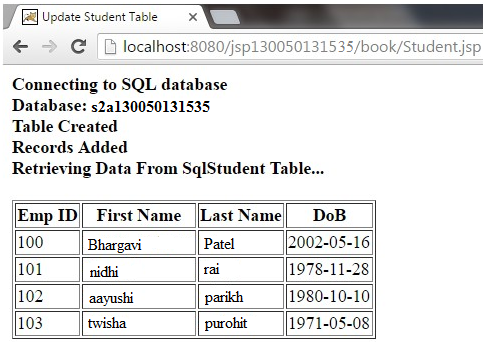 Update Student Table
localhost:8080/jsp130050131535/book/Student.jsp
Connecting to SQL database
Database: s2a130050131535
Table Created
Records Added
Retrieving Data From SqlStudent Table...
Emp ID First Name Last Name DoB
100 Bhargavi Patel 2002-05-16
101 nidhi rai 1978-11-28
102 aayushi parikh 1980-10-10
103 twisha purohit 1971-05-08